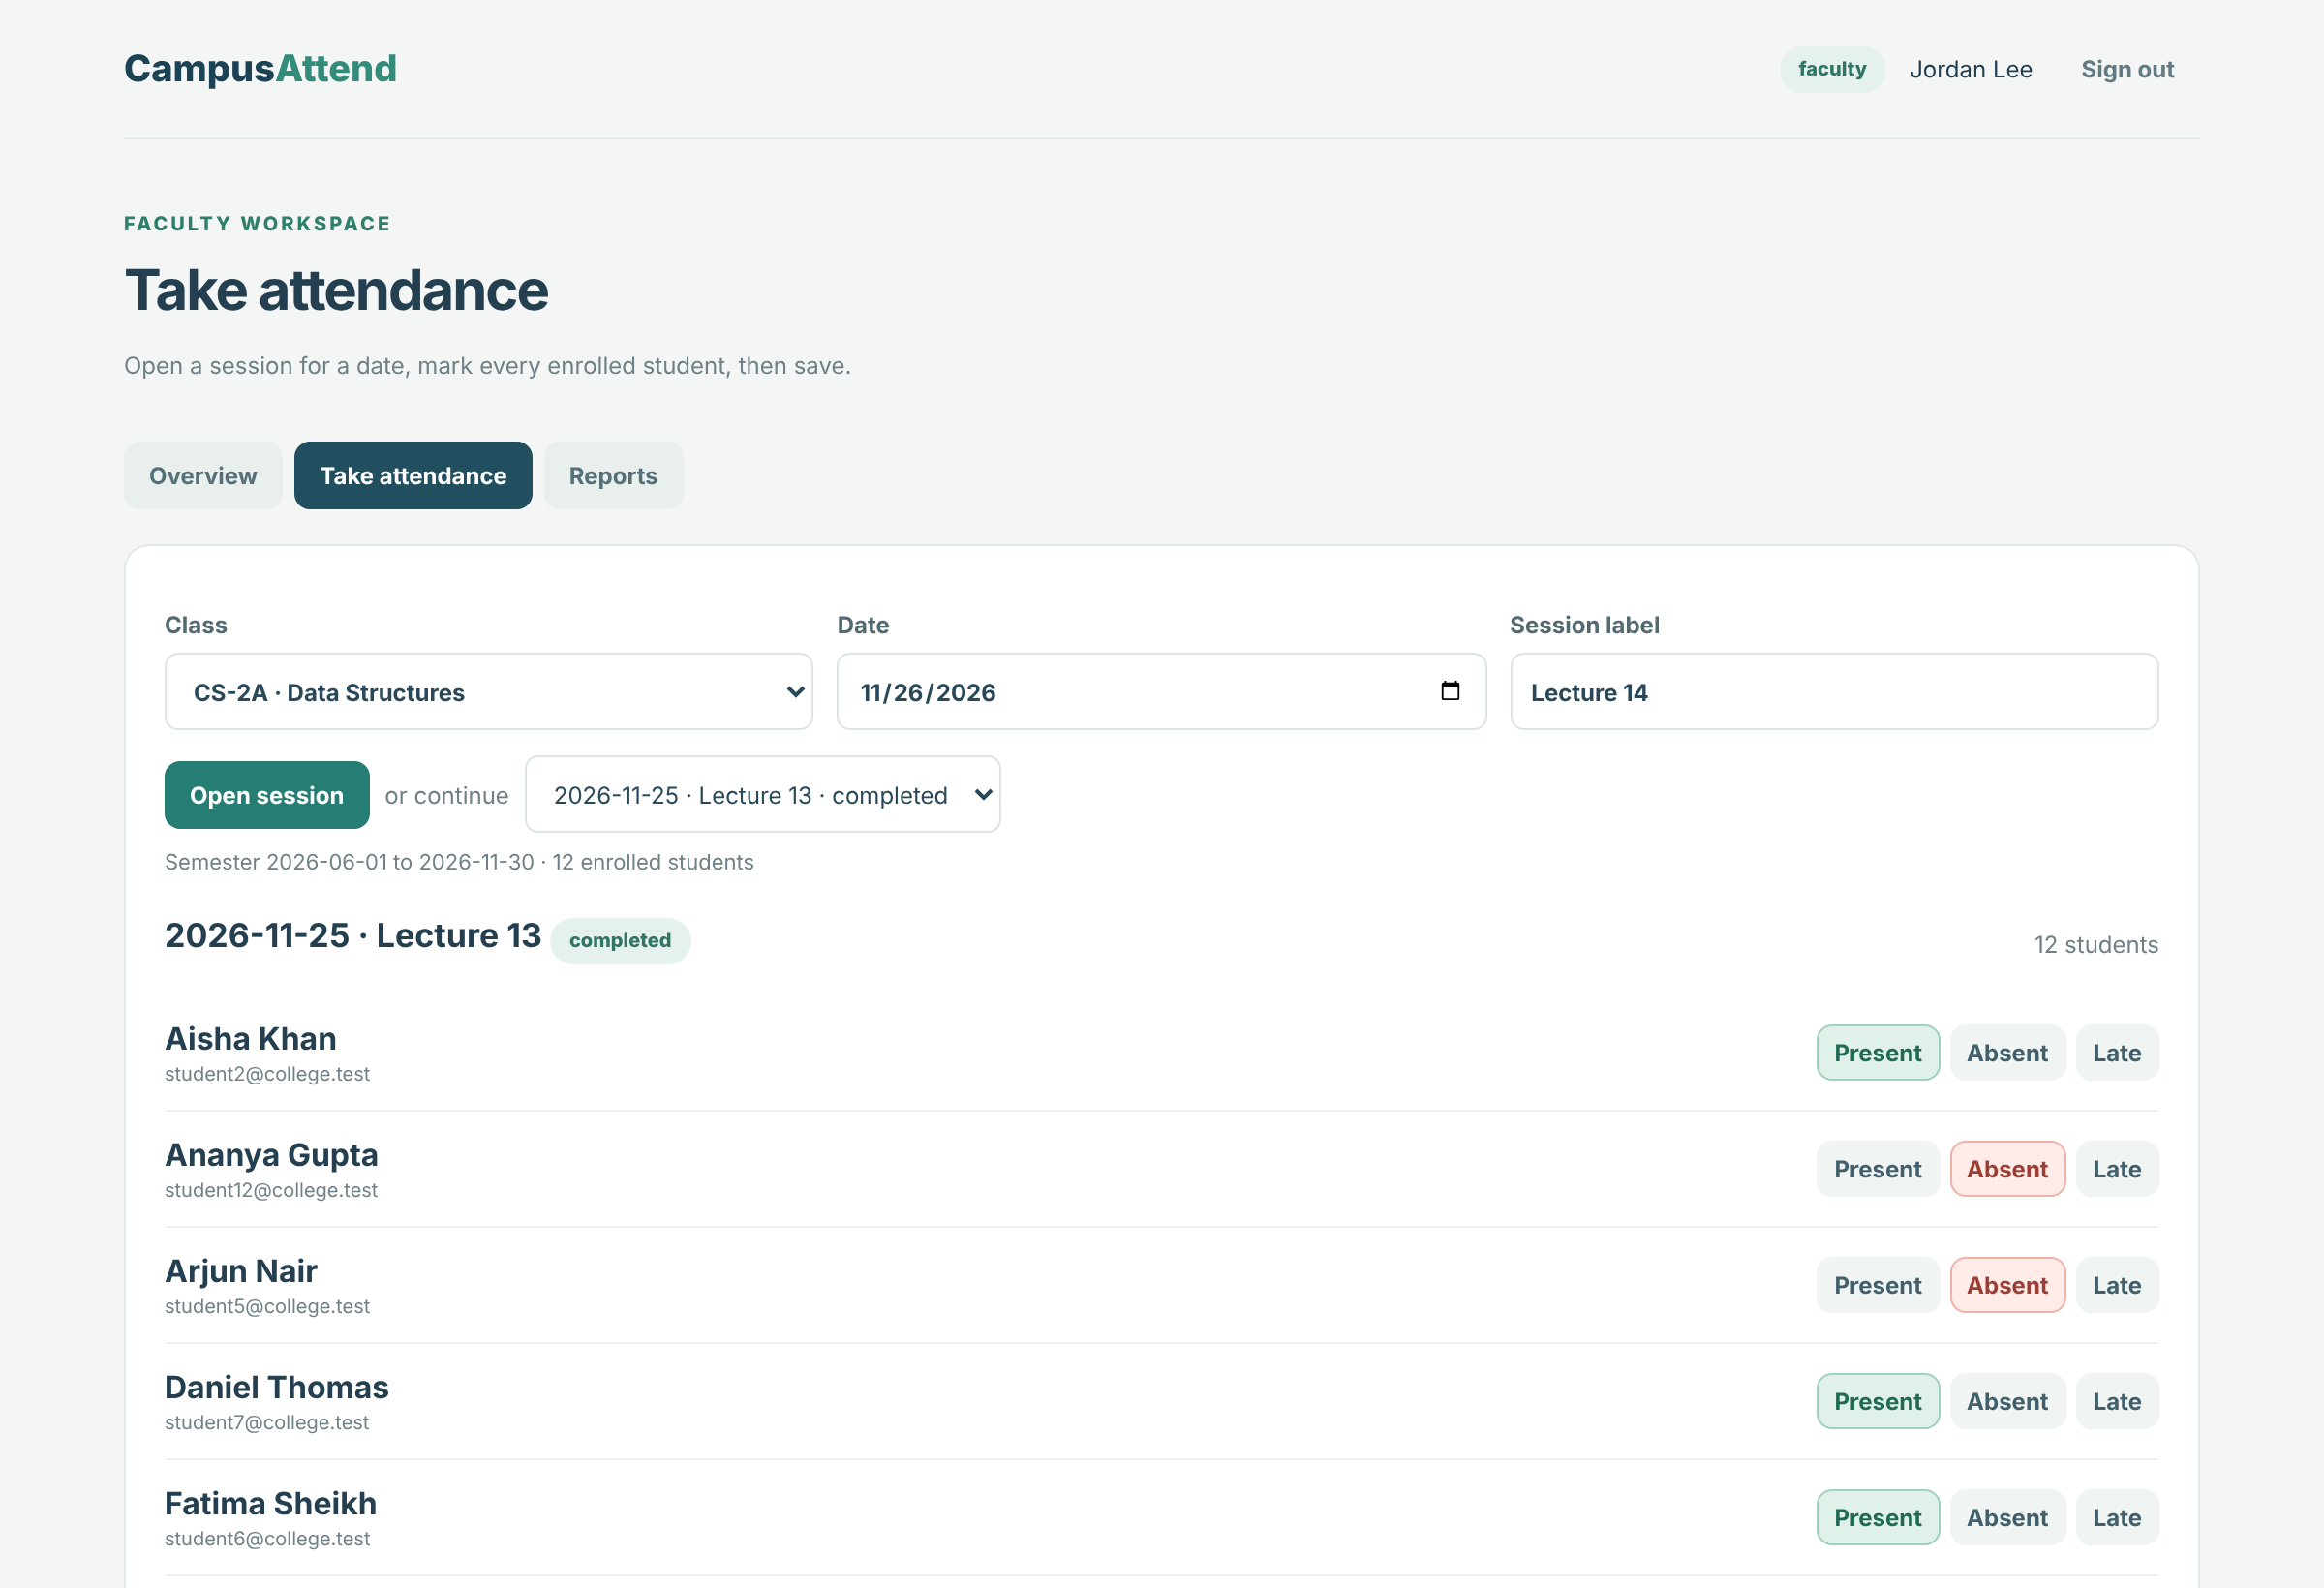 CampusAttend
faculty Jordan Lee Sign out
FACULTY WORKSPACE
Take attendance
Open a session for a date, mark every enrolled student, then save.
Overview Take attendance Reports
Class Date Session label
CS-2A · Data Structures 11/26/2026 Lecture 14
Open session or continue 2026-11-25 · Lecture 13 · completed
Semester 2026-06-01 to 2026-11-30 · 12 enrolled students
2026-11-25 · Lecture 13 completed 12 students
Aisha Khan
student2@college.test
Present Absent Late
Ananya Gupta
student12@college.test
Present Absent Late
Arjun Nair
student5@college.test
Present Absent Late
Daniel Thomas
student7@college.test
Present Absent Late
Fatima Sheikh
student6@college.test
Present Absent Late